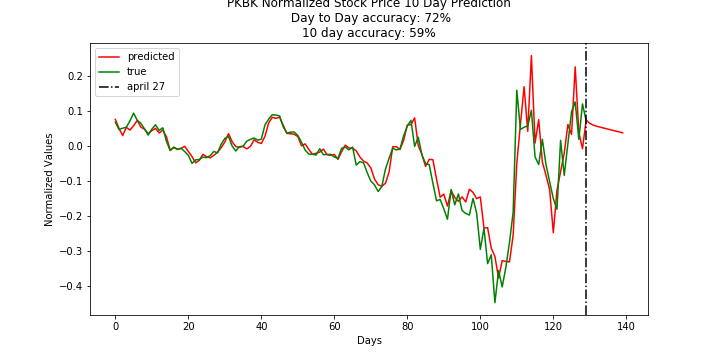 PKBK Normalized Stock Price 10 Day Prediction
Day to Day accuracy: 72%
10 day accuracy: 59%
predicted
true
april 27
Normalized Values
0.2
0.1
0.0
−0.1
−0.2
−0.3
−0.4
0 20 40 60 80 100 120 140
Days